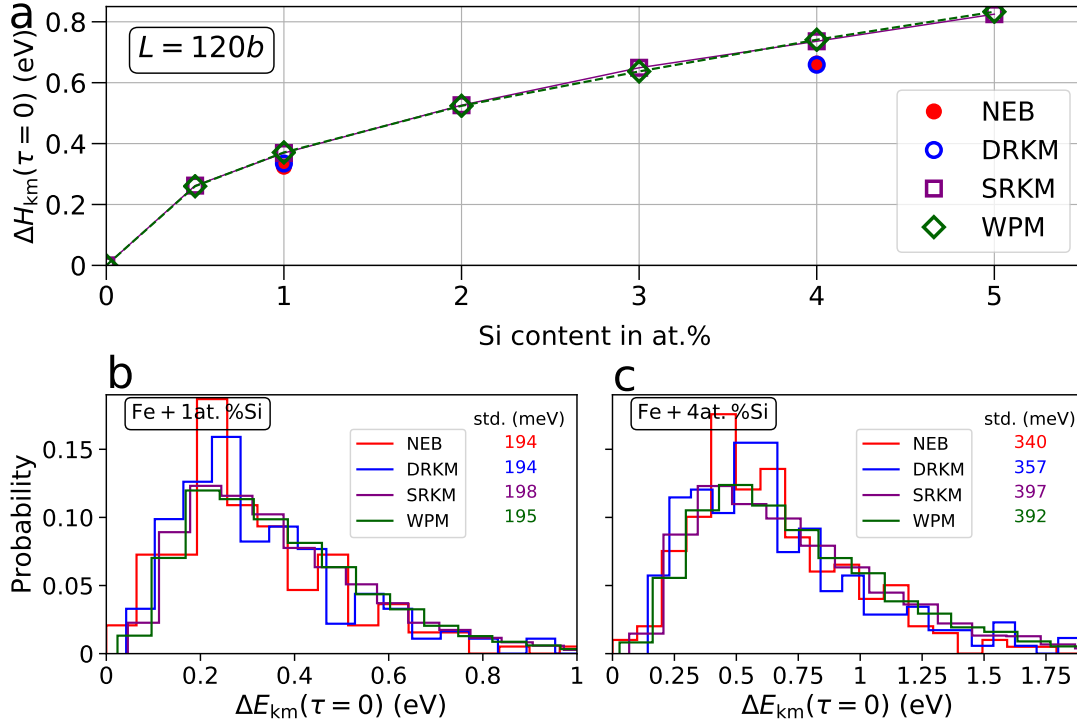 a
ΔH_km(τ = 0) (eV)
0.8
0.6
0.4
0.2
0
L = 120b
NEB
DRKM
SRKM
WPM
0 1 2 3 4 5
Si content in at.%
b
Probability
0.15
0.10
0.05
0
Fe + 1at. %Si
std. (meV)
NEB 194
DRKM 194
SRKM 198
WPM 195
0 0.2 0.4 0.6 0.8 1
ΔE_km(τ = 0) (eV)
c
Fe + 4at. %Si
std. (meV)
NEB 340
DRKM 357
SRKM 397
WPM 392
0 0.25 0.5 0.75 1 1.25 1.5 1.75
ΔE_km(τ = 0) (eV)